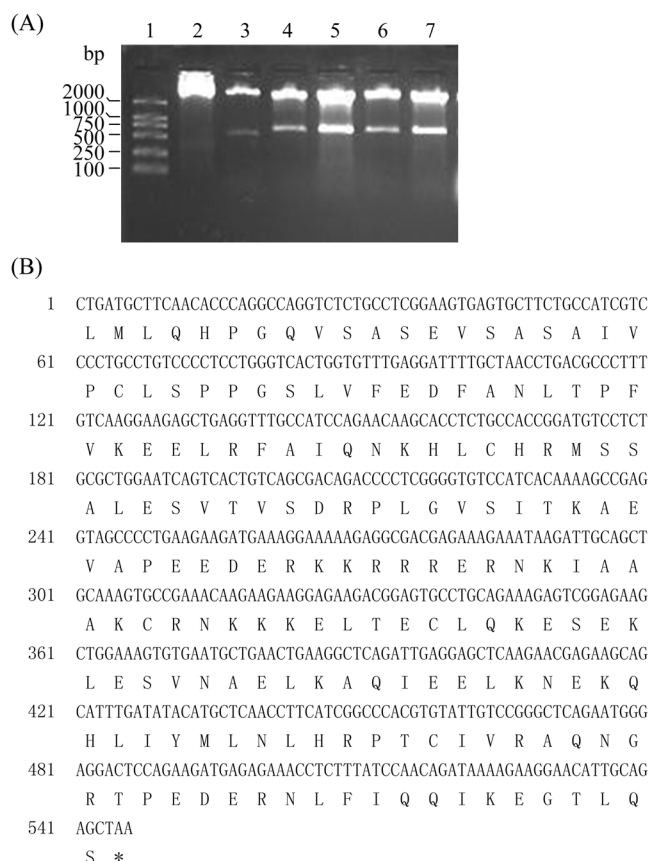 (A)
1 2 3 4 5 6 7
bp
2000
1000
750
500
250
100
(B)
1 CTGATGCTTCAACACCCAGGCCAGGTCTCTGCCTCGGAAGTGAGTGCTTCTGCCATCGTC
L M L Q H P G Q V S A S E V S A S A I V
61 CCCTGCCTGTCCCCTCCTGGGTCACTGGTGTTTGAGGATTTTGCTAACCTGACGCCCTTT
P C L S P P G S L V F E D F A N L T P F
121 GTCAAGGAAGAGCTGAGGTTTGCCATCCAGAACAAGCACCTCTGCCACCGGATGTCCTCT
V K E E L R F A I Q N K H L C H R M S S
181 GCGCTGGAATCAGTCACTGTCAGCGACAGACCCCTCGGGGTGTCCATCACAAAAGCCGAG
A L E S V T V S D R P L G V S I T K A E
241 GTAGCCCCTGAAGAAGATGAAAGGAAAAAGAGGCGACGAGAAAGAAATAAGATTGCAGCT
V A P E E D E R K K R R R E R N K I A A
301 GCAAAGTGCCGAAACAAGAAGAAGGAGAAGACGGAGTGCCTGCAGAAAGAGTCGGAGAAG
A K C R N K K K E L T E C L Q K E S E K
361 CTGGAAAGTGTGAATGCTGAACTGAAGGCTCAGATTGAGGAGCTCAAGAACGAGAAGCAG
L E S V N A E L K A Q I E E L K N E K Q
421 CATTTGATATACATGCTCAACCTTCATCGGCCCACGTGTATTGTCCGGGCTCAGAATGGG
H L I Y M L N L H R P T C I V R A Q N G
481 AGGACTCCAGAAGATGAGAGAAACCTCTTTATCCAACAGATAAAAGAAGGAACATTGCAG
R T P E D E R N L F I Q Q I K E G T L Q
541 AGCTAA
S *